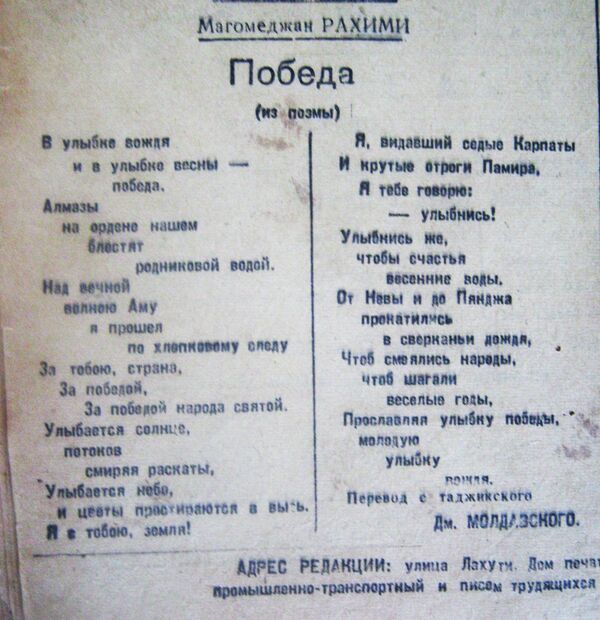 Магомеджан РАХИМИ
Победа
(из поэмы)
В улыбке вождя
и в улыбке весны —
победа.
Алмазы
на ордене нашем
блестят
родниковой водой.
Над вечной
волною Аму
я прошел
по хлопковому следу
За тобою, страна,
За победой,
За победой народа святой.
Улыбается солнце,
потоков
смиряя раскаты,
Улыбается небо,
и цветы простираются в высь.
Я с тобою, земля!
Я, видавший седые Карпаты
И крутые отроги Памира,
Я тебе говорю:
— улыбнись!
Улыбнись же,
чтобы счастья
весенние воды,
От Невы и до Пянджа
прокатились
в сверканьи дождя,
Чтоб смеялись народы,
чтоб шагали
веселые годы,
Прославляя улыбку победы,
молодую
улыбку
вождя.
Перевод с таджикского
Дм. МОЛДАВСКОГО.
АДРЕС РЕДАКЦИИ: улица Лахути. Дом печат
промышленно-транспортный и писем трудящихся